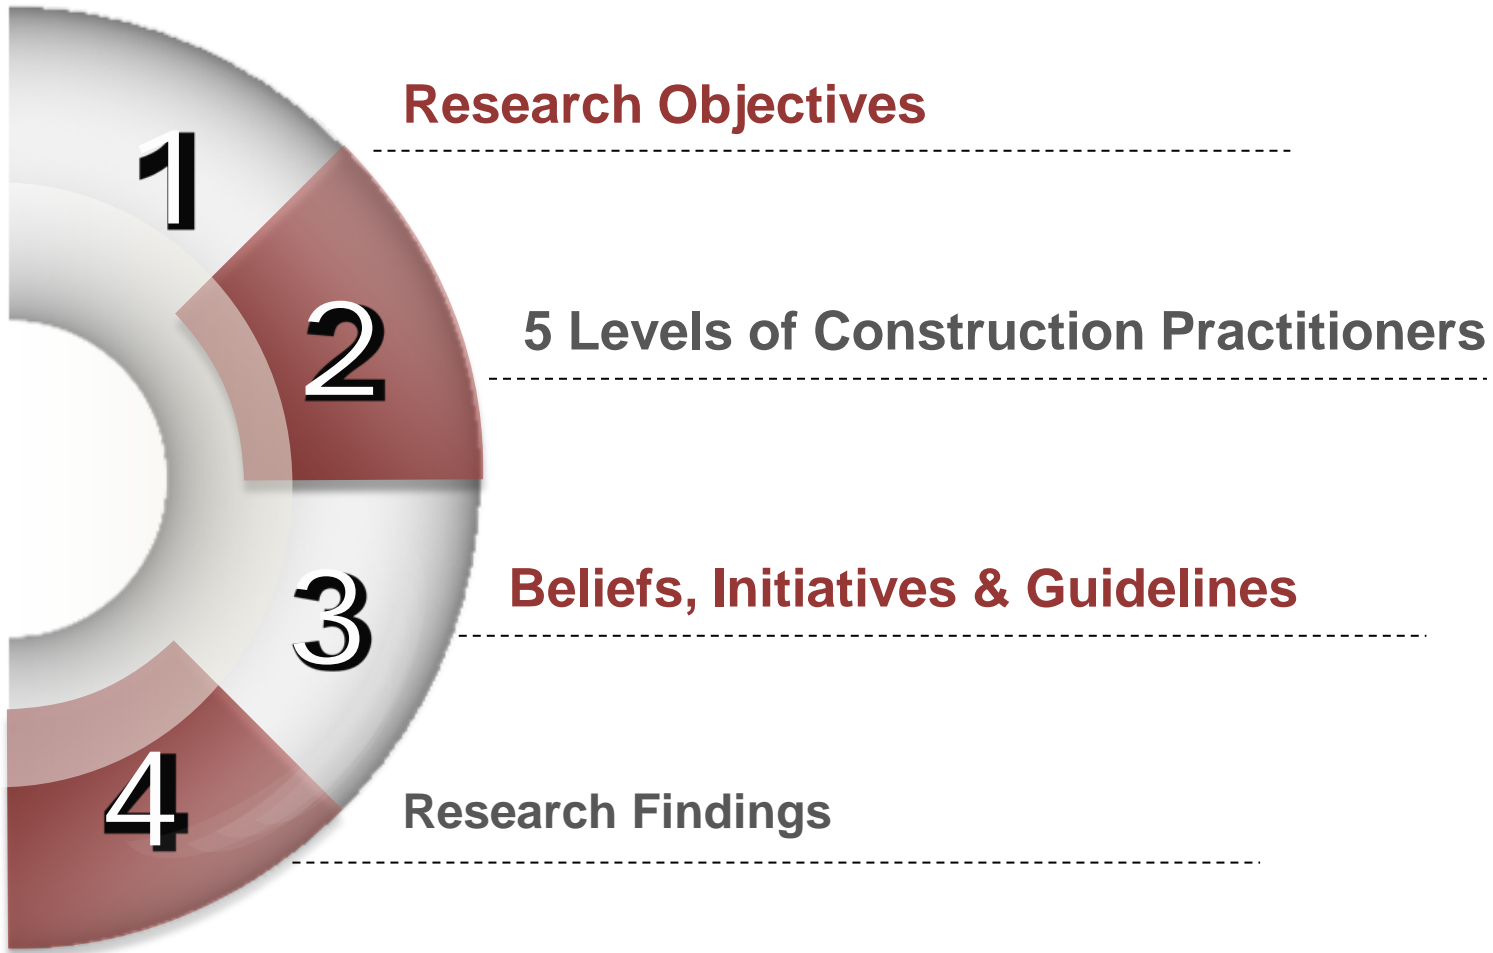 1
Research Objectives
2
5 Levels of Construction Practitioners
3
Beliefs, Initiatives & Guidelines
4
Research Findings